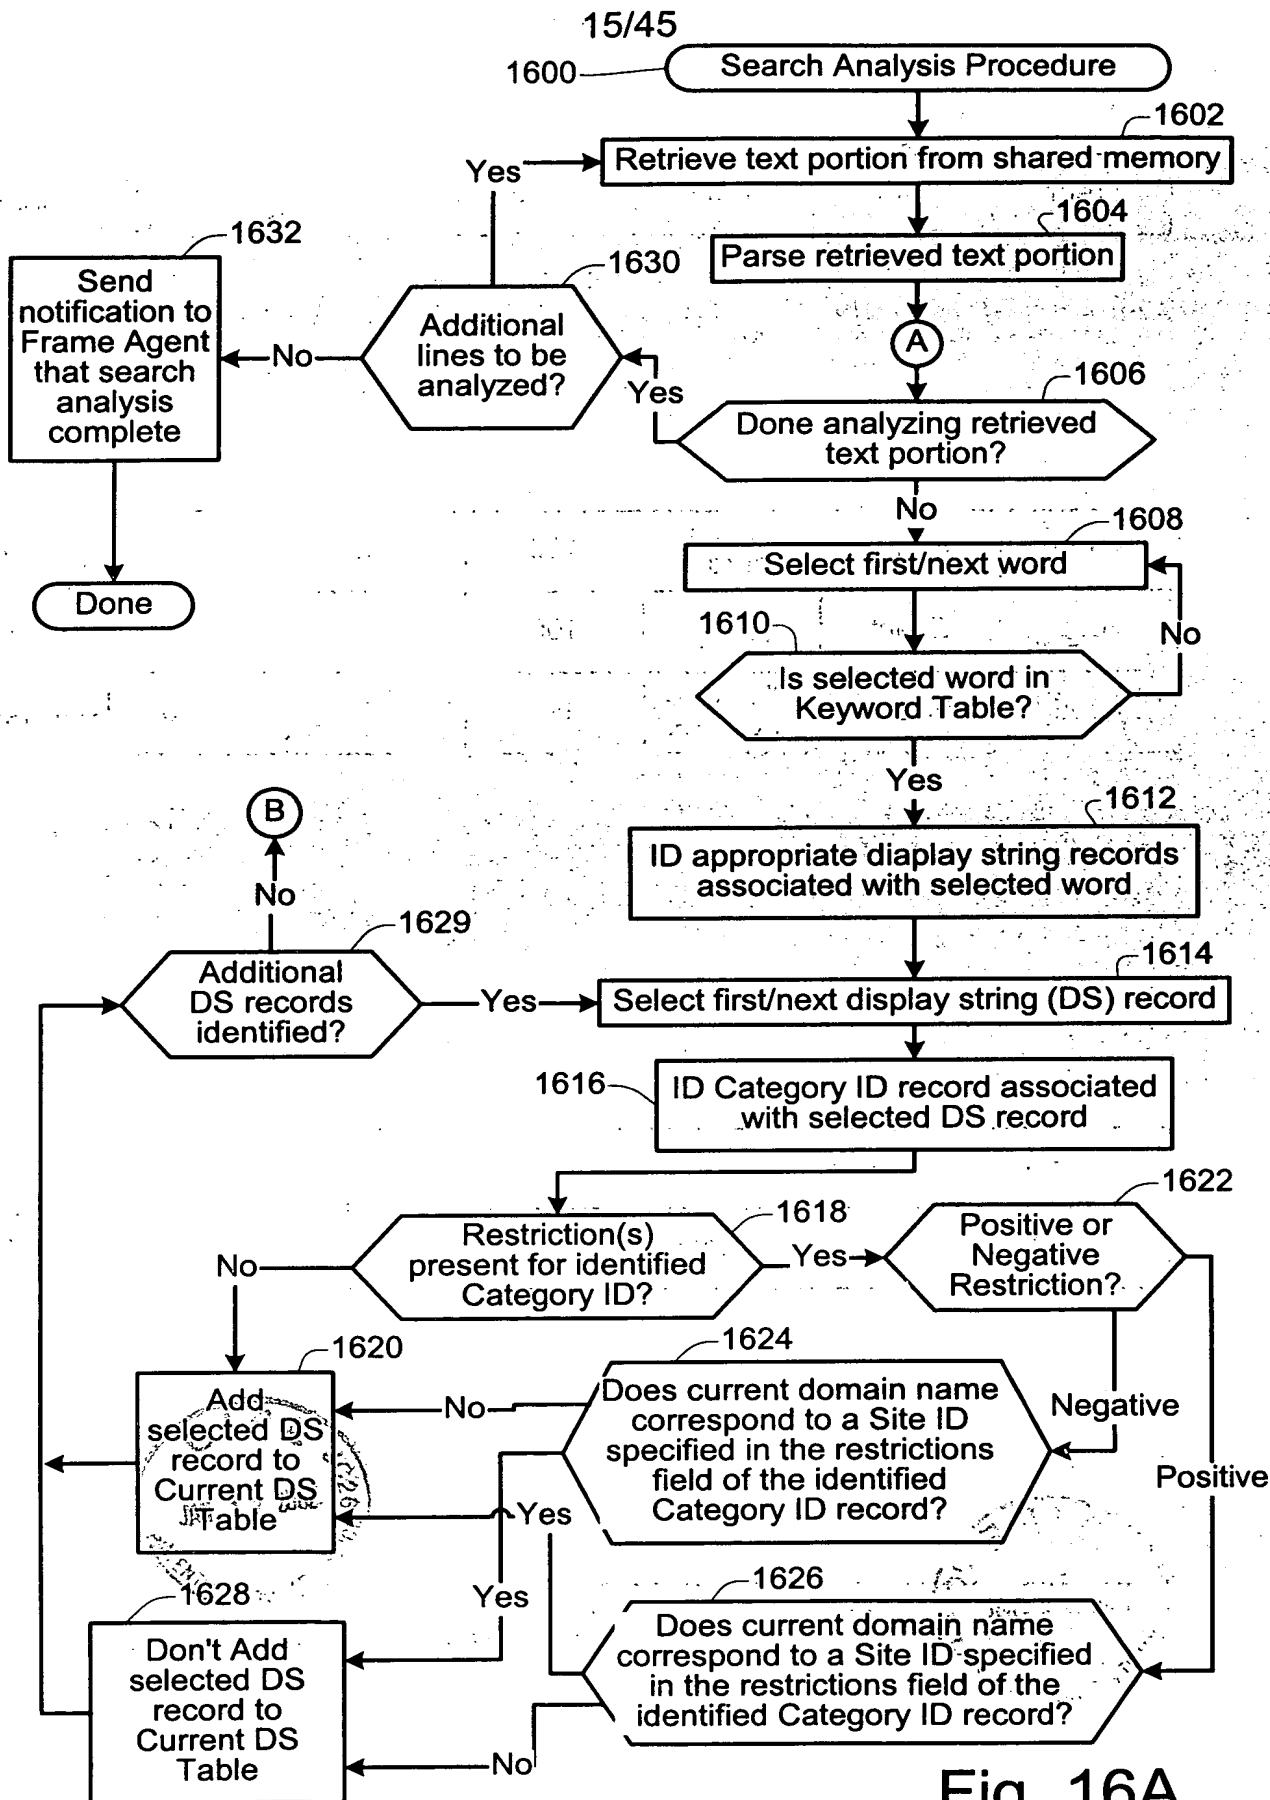 15/45
1600
Search Analysis Procedure
1602
Retrieve text portion from shared memory
Yes
1604
Parse retrieved text portion
A
1632
Send
notification to
Frame Agent
that search
analysis
complete
No
1630
Additional
lines to be
analyzed?
Yes
1606
Done analyzing retrieved
text portion?
No
1608
Select first/next word
Done
1610
No
Is selected word in
Keyword Table?
Yes
B
No
1612
ID appropriate diaplay string records
associated with selected word
1629
Additional
DS records
identified?
Yes
1614
Select first/next display string (DS) record
1616
ID Category ID record associated
with selected DS record
1618
Restriction(s)
present for identified
Category ID?
No
Yes
1622
Positive or
Negative
Restriction?
1620
Add
selected DS
record to
Current DS
Table
1624
Does current domain name
correspond to a Site ID
specified in the restrictions
field of the identified
Category ID record?
No
Negative
Positive
Yes
Yes
1628
Don't Add
selected DS
record to
Current DS
Table
1626
Does current domain name
correspond to a Site ID specified
in the restrictions field of the
identified Category ID record?
No
Fig. 16A